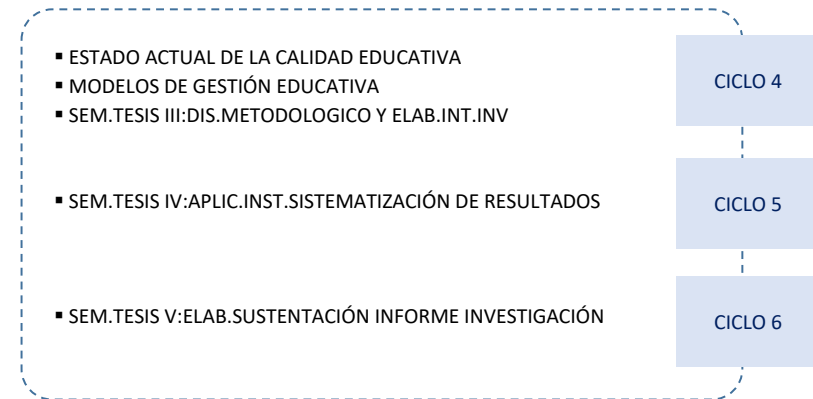 ▪ ESTADO ACTUAL DE LA CALIDAD EDUCATIVA
▪ MODELOS DE GESTIÓN EDUCATIVA
▪ SEM.TESIS III:DIS.METODOLOGICO Y ELAB.INT.INV
CICLO 4
▪ SEM.TESIS IV:APLIC.INST.SISTEMATIZACIÓN DE RESULTADOS
CICLO 5
▪ SEM.TESIS V:ELAB.SUSTENTACIÓN INFORME INVESTIGACIÓN
CICLO 6